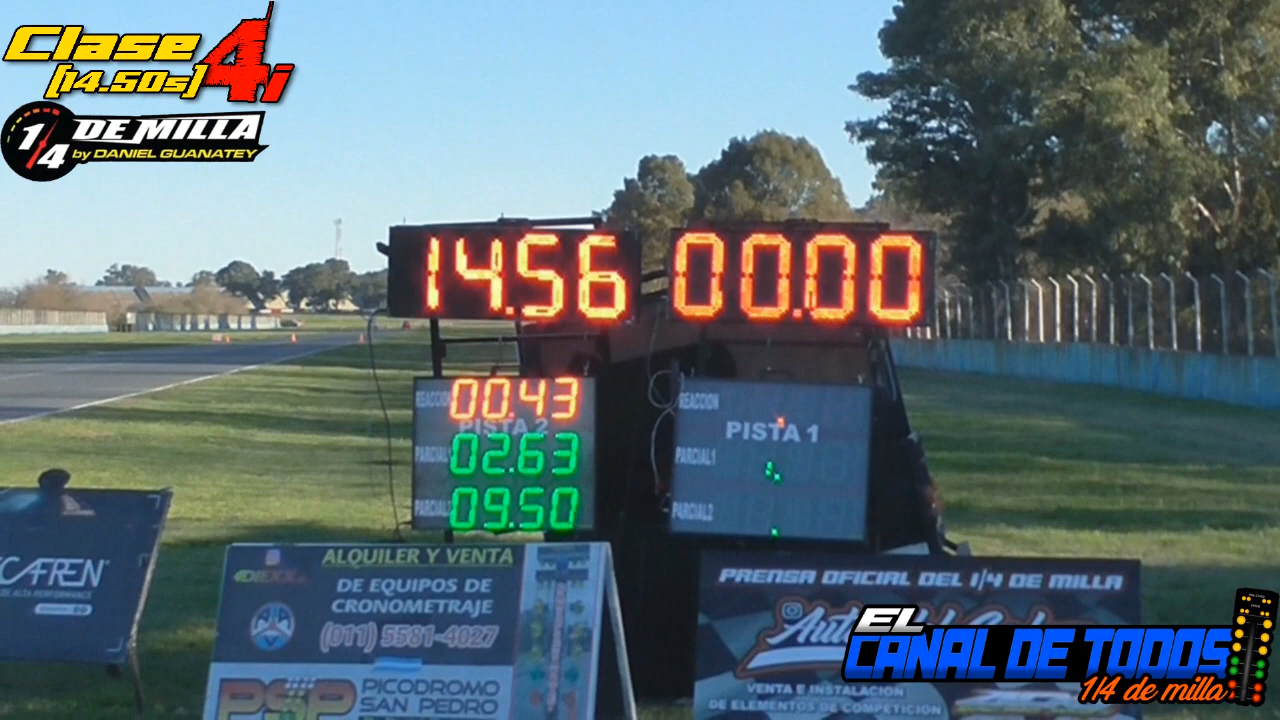 Clase 4i
[14.50s]
1/4 DE MILLA
by DANIEL GUANATEY
14.56
00.00
REACCION 00.43
PISTA 2
PARCIAL 02.63
PARCIAL 09.50
REACCION
PISTA 1
PARCIAL1
PARCIAL2
CAFREN
ALQUILER Y VENTA
DE EQUIPOS DE
CRONOMETRAJE
(011) 5581-4027
PSP PICODROMO
SAN PEDRO
PRENSA OFICIAL DEL 1/4 DE MILLA
VENTA E INSTALACION
DE ELEMENTOS DE COMPETICION
EL
CANAL DE TODOS
1/4 de milla